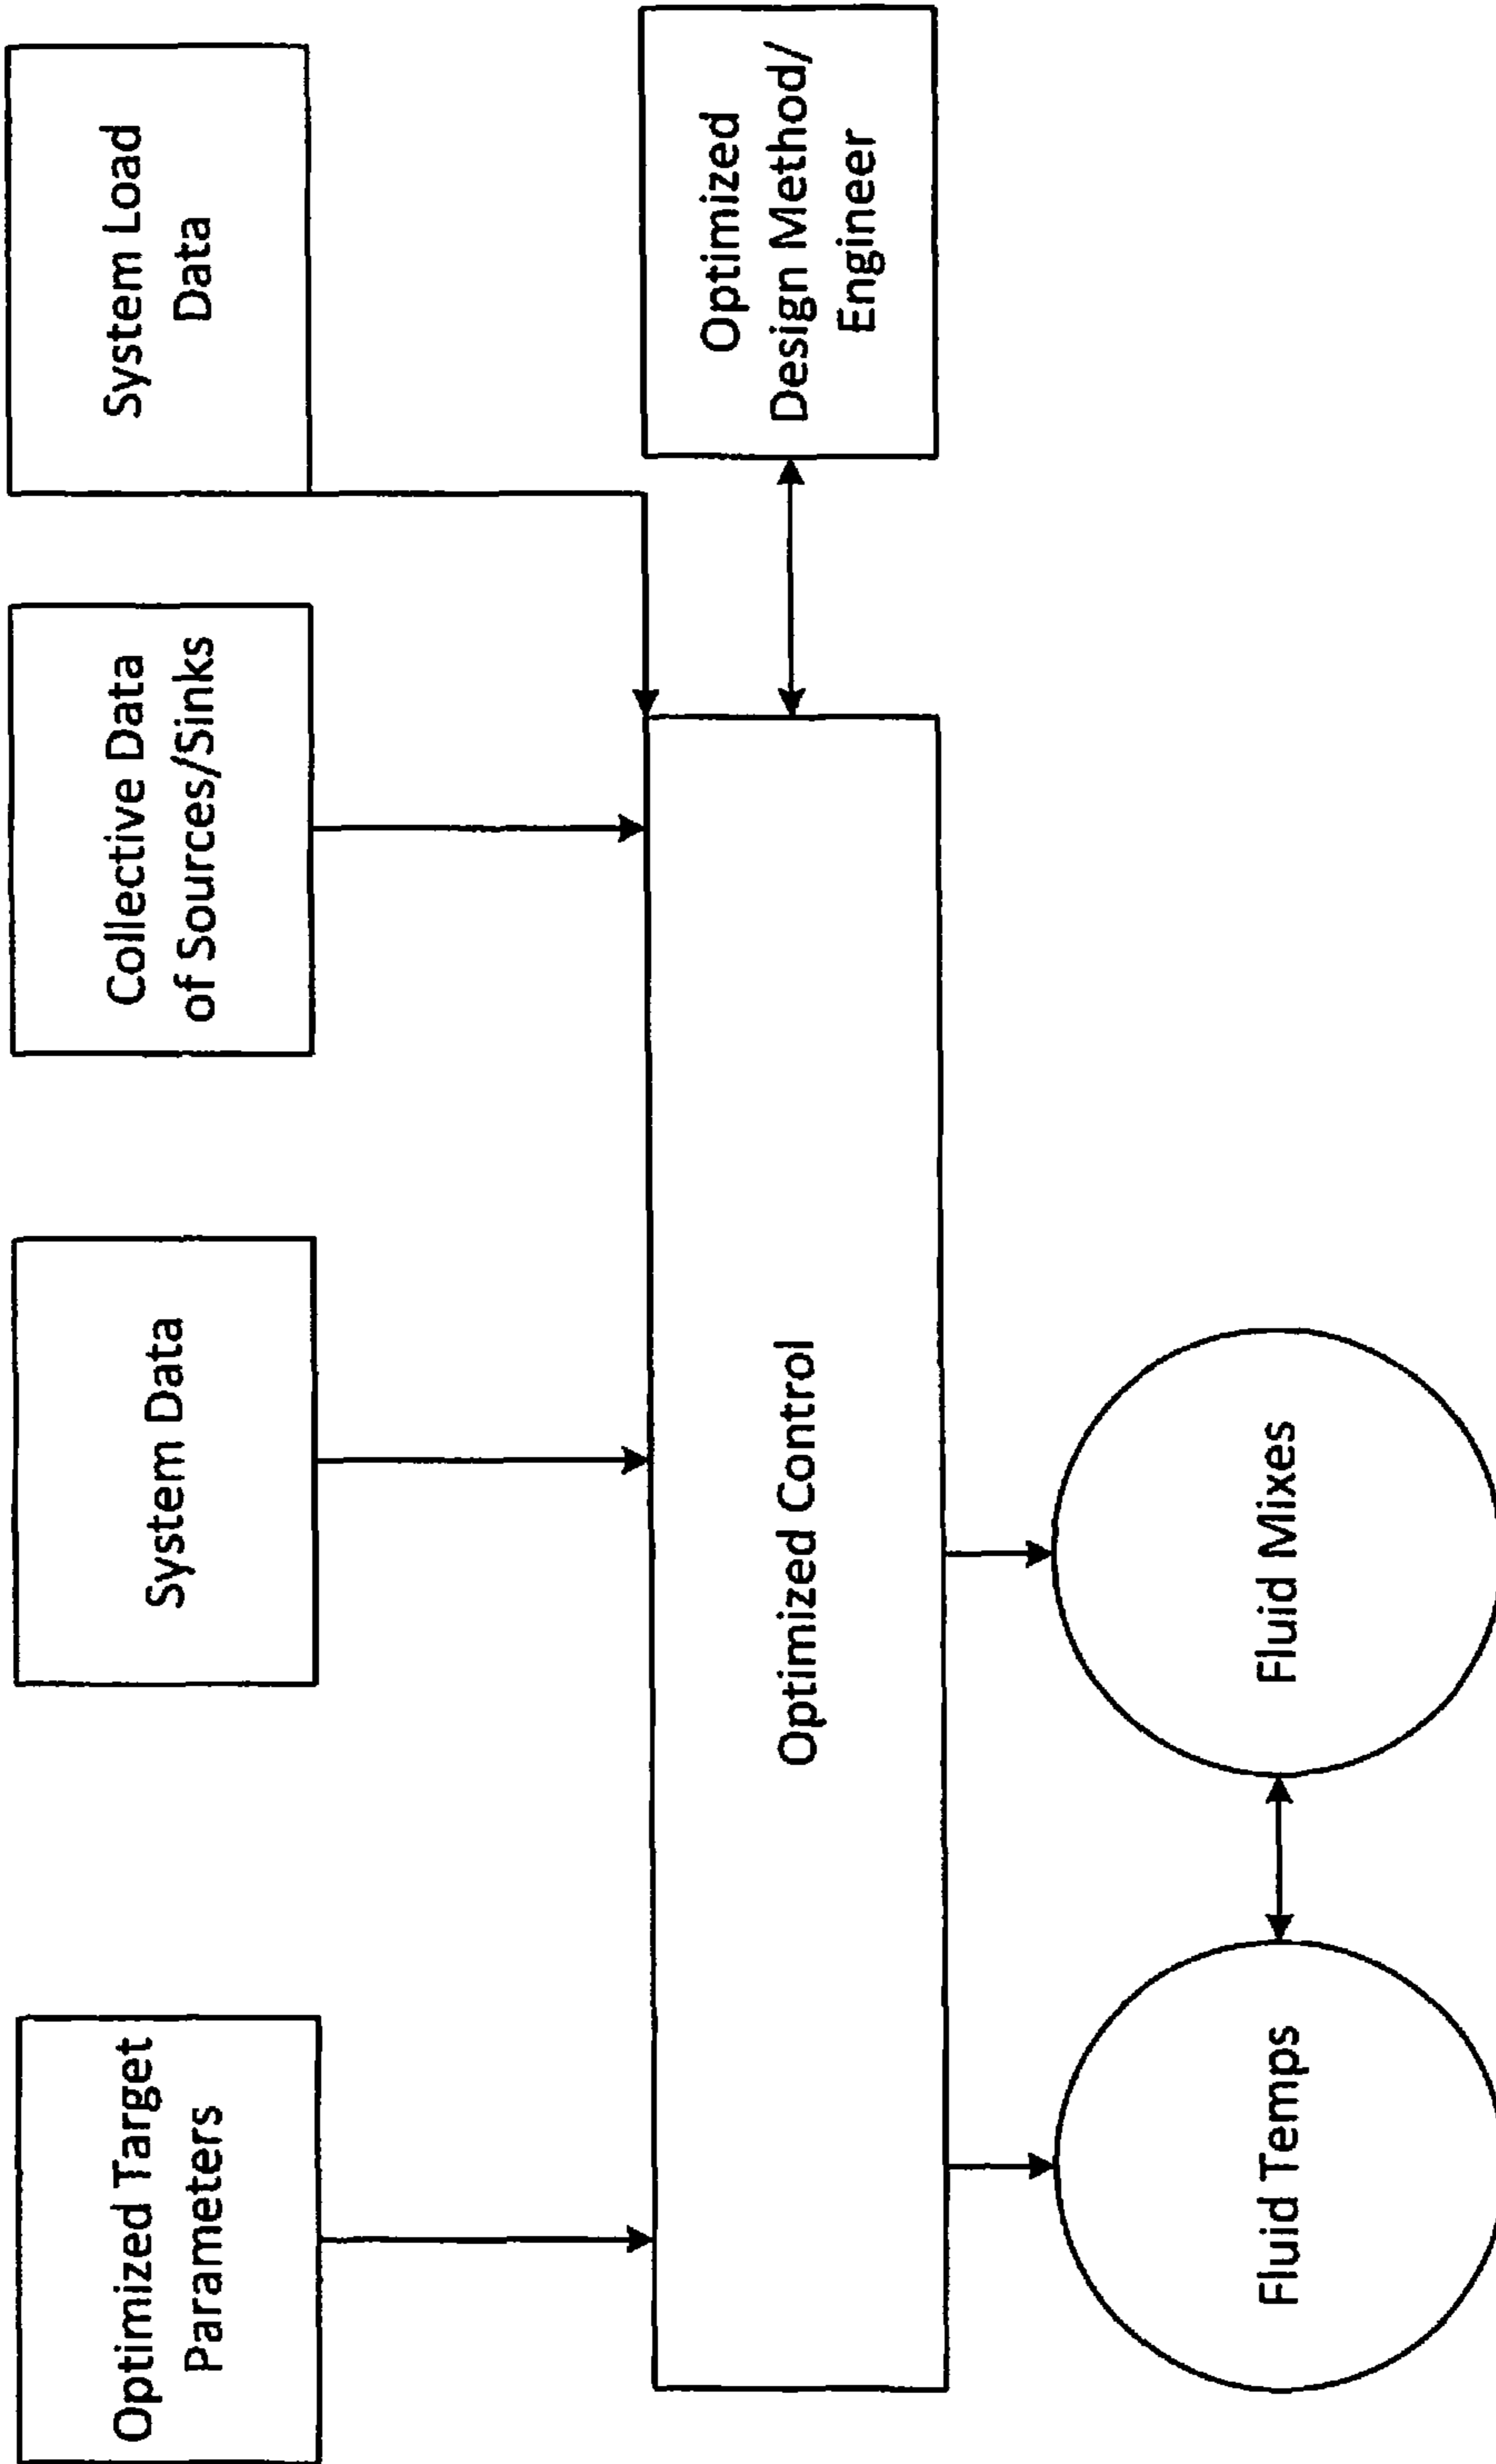 Optimized Target
Parameters
System Data
Collective Data
of Sources/Sinks
System Load
Data
Optimized Control
Optimized
Design Method/
Engineer
Fluid Temps
Fluid Mixes